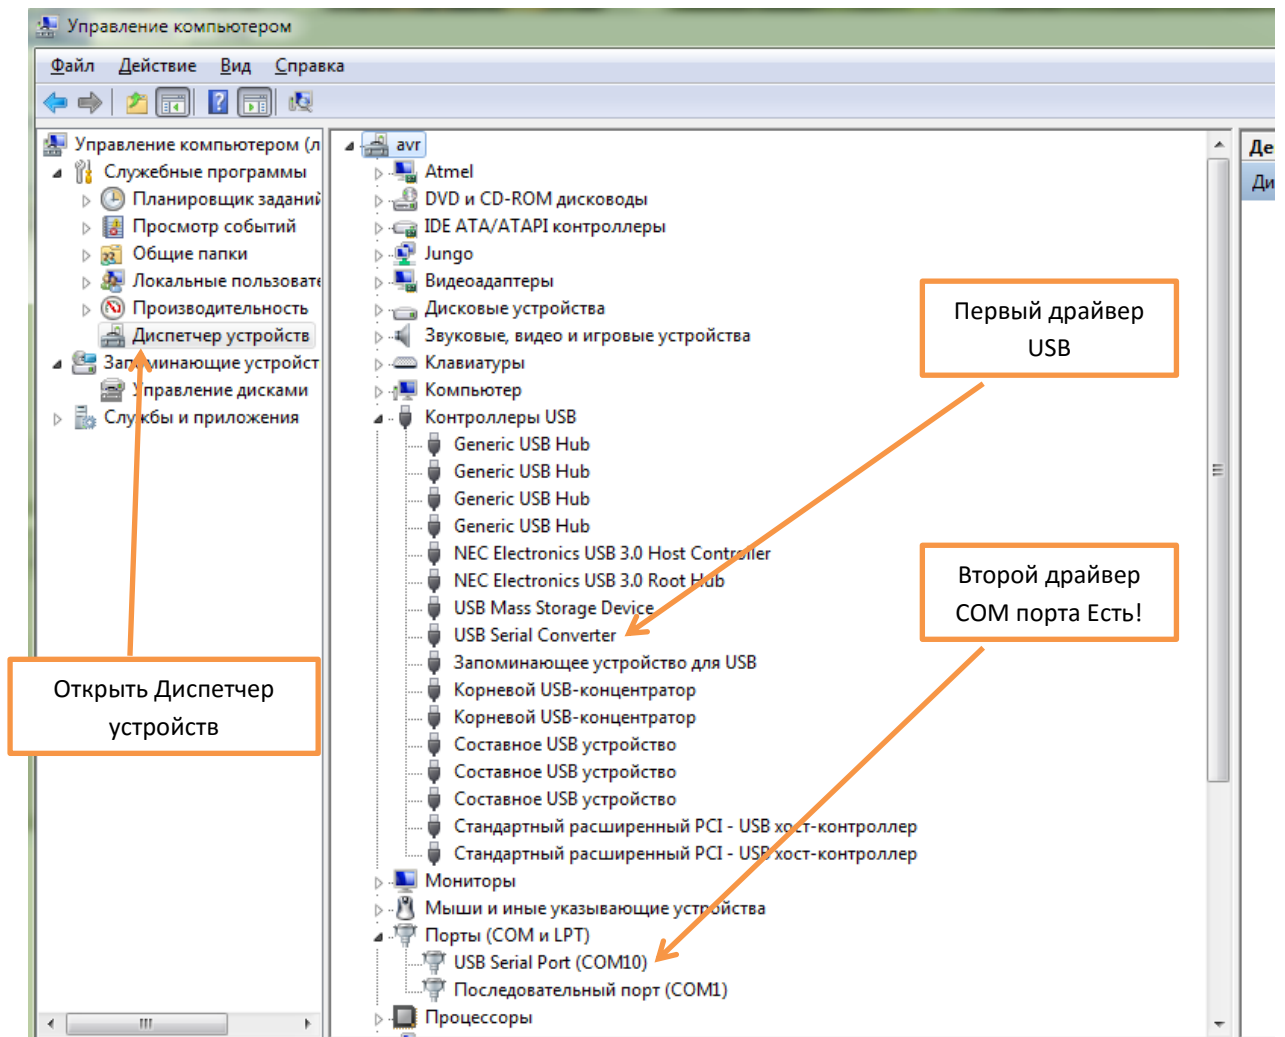 Управление компьютером
Файл Действие Вид Справка
Управление компьютером (л
Служебные программы
Планировщик заданий
Просмотр событий
Общие папки
Локальные пользовате
Производительность
Диспетчер устройств
Запоминающие устройст
Управление дисками
Службы и приложения
avr
Atmel
DVD и CD-ROM дисководы
IDE ATA/ATAPI контроллеры
Jungo
Видеоадаптеры
Дисковые устройства
Звуковые, видео и игровые устройства
Клавиатуры
Компьютер
Контроллеры USB
Generic USB Hub
Generic USB Hub
Generic USB Hub
Generic USB Hub
NEC Electronics USB 3.0 Host Controller
NEC Electronics USB 3.0 Root Hub
USB Mass Storage Device
USB Serial Converter
Запоминающее устройство для USB
Корневой USB-концентратор
Корневой USB-концентратор
Составное USB устройство
Составное USB устройство
Составное USB устройство
Стандартный расширенный PCI - USB хост-контроллер
Стандартный расширенный PCI - USB хост-контроллер
Мониторы
Мыши и иные указывающие устройства
Порты (COM и LPT)
USB Serial Port (COM10)
Последовательный порт (COM1)
Процессоры
Де
Ди
Первый драйвер
USB
Второй драйвер
COM порта Есть!
Открыть Диспетчер
устройств